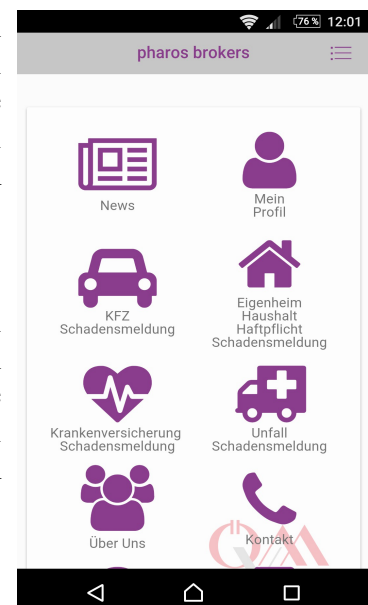 76% 12:01
pharos brokers
News
Mein
Profil
KFZ
Schadensmeldung
Eigenheim
Haushalt
Haftpflicht
Schadensmeldung
Krankenversicherung
Schadensmeldung
Unfall
Schadensmeldung
Über Uns
Kontakt